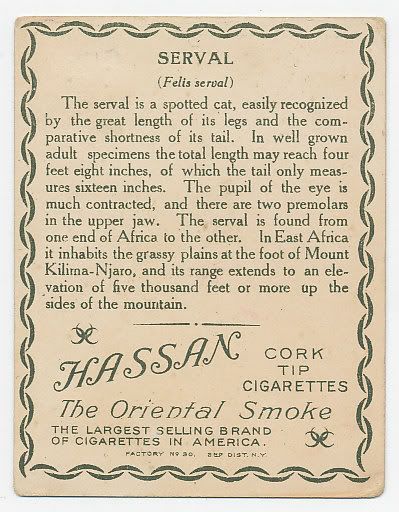 SERVAL
(Felis serval)
The serval is a spotted cat, easily recognized
by the great length of its legs and the com-
parative shortness of its tail. In well grown
adult specimens the total length may reach four
feet eight inches, of which the tail only meas-
ures sixteen inches. The pupil of the eye is
much contracted, and there are two premolars
in the upper jaw. The serval is found from
one end of Africa to the other. In East Africa
it inhabits the grassy plains at the foot of Mount
Kilima-Njaro, and its range extends to an ele-
vation of five thousand feet or more up the
sides of the mountain.
HASSAN
CORK
TIP
CIGARETTES
The Oriental Smoke
THE LARGEST SELLING BRAND
OF CIGARETTES IN AMERICA.
FACTORY No 30, 3RD DIST. N.Y.